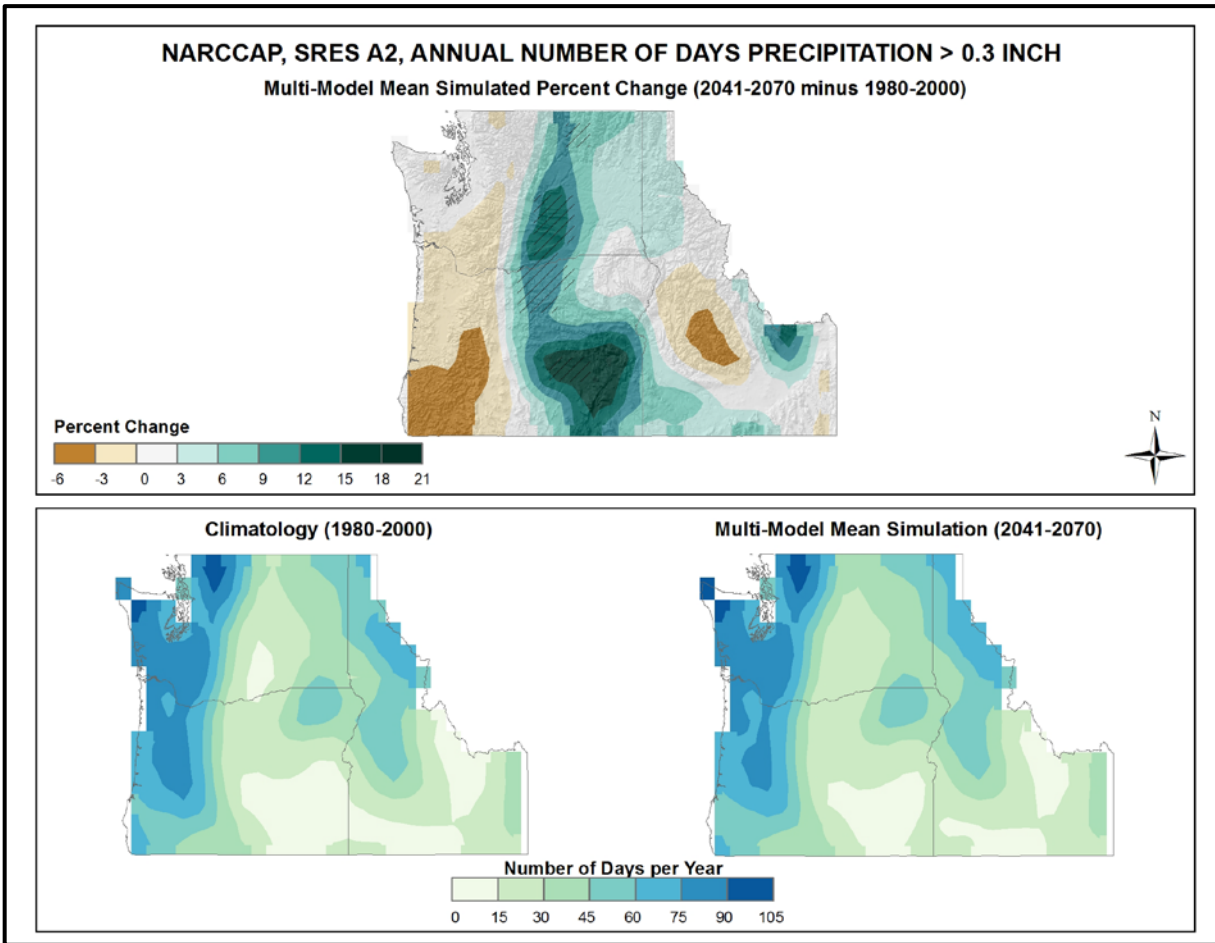 NARCCAP, SRES A2, ANNUAL NUMBER OF DAYS PRECIPITATION > 0.3 INCH
Multi-Model Mean Simulated Percent Change (2041-2070 minus 1980-2000)
Percent Change
-6 -3 0 3 6 9 12 15 18 21
N
Climatology (1980-2000)
Multi-Model Mean Simulation (2041-2070)
Number of Days per Year
0 15 30 45 60 75 90 105